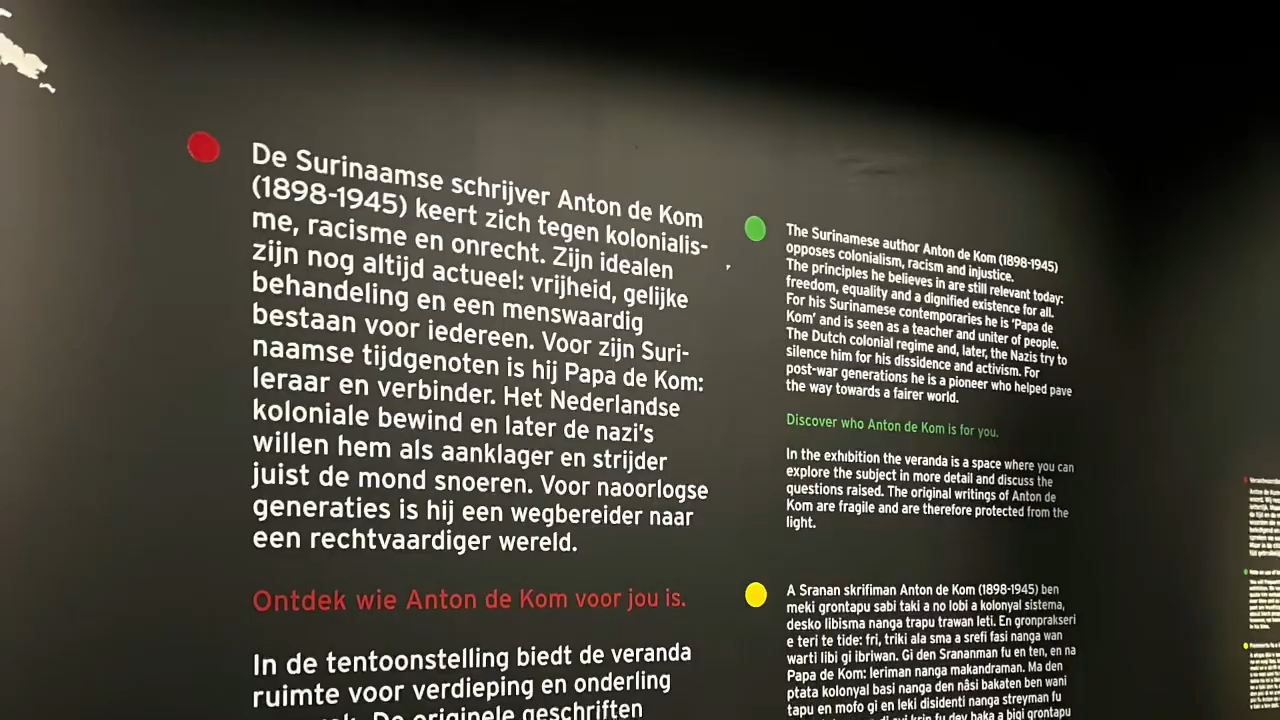 De Surinaamse schrijver Anton de Kom
(1898-1945) keert zich tegen kolonialis-
me, racisme en onrecht. Zijn idealen
zijn nog altijd actueel: vrijheid, gelijke
behandeling en een menswaardig
bestaan voor iedereen. Voor zijn Suri-
naamse tijdgenoten is hij Papa de Kom:
leraar en verbinder. Het Nederlandse
koloniale bewind en later de nazi's
willen hem als aanklager en strijder
juist de mond snoeren. Voor naoorlogse
generaties is hij een wegbereider naar
een rechtvaardiger wereld.
Ontdek wie Anton de Kom voor jou is.
In de tentoonstelling biedt de veranda
ruimte voor verdieping en onderling
De originele geschriften
The Surinamese author Anton de Kom (1898-1945)
opposes colonialism, racism and injustice.
The principles he believes in are still relevant today:
freedom, equality and a dignified existence for all.
For his Surinamese contemporaries he is 'Papa de
Kom' and is seen as a teacher and uniter of people.
The Dutch colonial regime and, later, the Nazis try to
silence him for his dissidence and activism. For
post-war generations he is a pioneer who helped pave
the way towards a fairer world.
Discover who Anton de Kom is for you.
In the exhibition the veranda is a space where you can
explore the subject in more detail and discuss the
questions raised. The original writings of Anton de
Kom are fragile and are therefore protected from the
light.
A Sranan skrifiman Anton de Kom (1898-1945) ben
meki grontapu sabi taki a no lobi a kolonyal sistema,
desko libisma nanga trapu trawan leti. En gronprakseri
e teri te tide: fri, triki ala sma a srefi fasi nanga wan
warti libi gi ibriwan. Gi den Srananman fu en ten, en na
Papa de Kom: leriman nanga makandraman. Ma den
ptata kolonyal basi nanga den nâsi bakaten ben wani
tapu en mofo gi en leki disidenti nanga streyman fu
krin fu dey baka a bigi grontapu